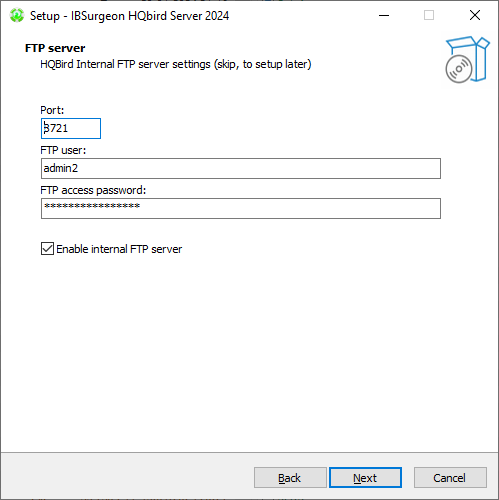 Setup - IBSurgeon HQbird Server 2024
FTP server
HQBird Internal FTP server settings (skip, to setup later)
Port:
3721
FTP user:
admin2
FTP access password:
****************
Enable internal FTP server
Back
Next
Cancel